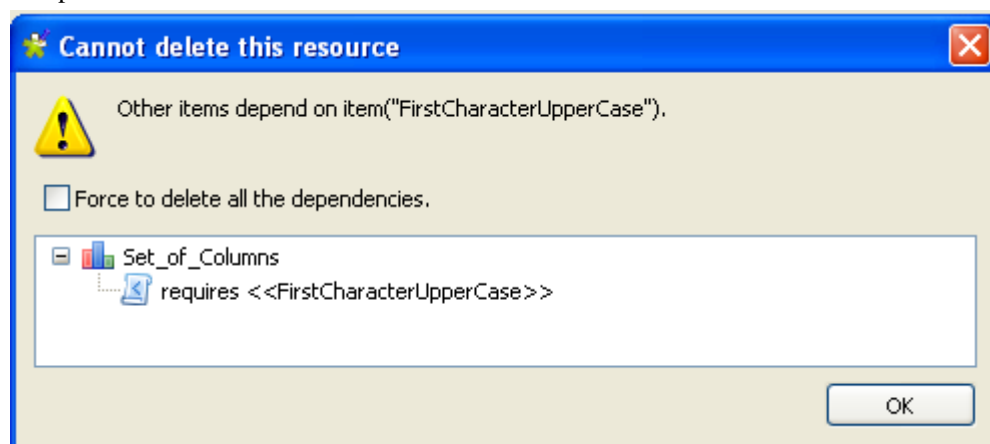 Cannot delete this resource
Other items depend on item("FirstCharacterUpperCase").
Force to delete all the dependencies.
Set_of_Columns
requires <<FirstCharacterUpperCase>>
OK